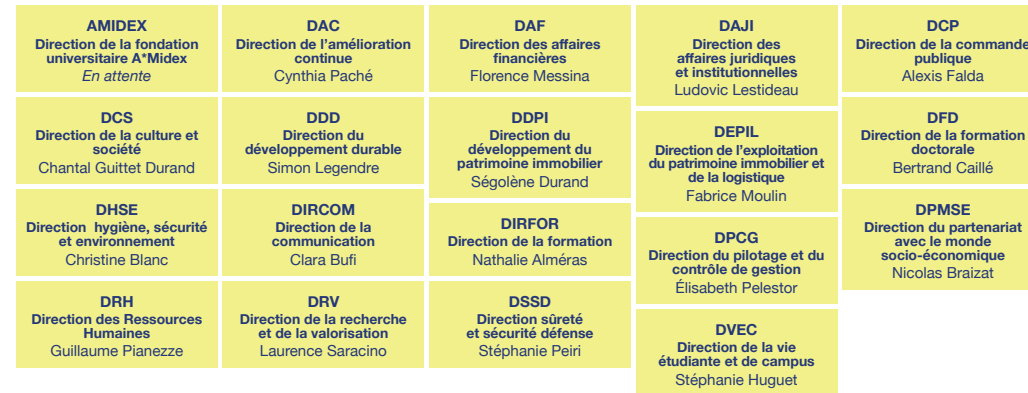 AMIDEX
Direction de la fondation
universitaire A*Midex
En attente
DAC
Direction de l'amélioration
continue
Cynthia Paché
DAF
Direction des affaires
financières
Florence Messina
DAJI
Direction des
affaires juridiques
et institutionnelles
Ludovic Lestideau
DCP
Direction de la commande
publique
Alexis Falda
DCS
Direction de la culture et
société
Chantal Guittet Durand
DDD
Direction du
développement durable
Simon Legendre
DDPI
Direction du
développement du
patrimoine immobilier
Ségolène Durand
DEPIL
Direction de l'exploitation
du patrimoine immobilier et
de la logistique
Fabrice Moulin
DFD
Direction de la formation
doctorale
Bertrand Caillé
DHSE
Direction hygiène, sécurité
et environnement
Christine Blanc
DIRCOM
Direction de la
communication
Clara Bufi
DIRFOR
Direction de la formation
Nathalie Alméras
DPCG
Direction du pilotage et du
contrôle de gestion
Élisabeth Pelestor
DPMSE
Direction du partenariat
avec le monde
socio-économique
Nicolas Braizat
DRH
Direction des Ressources
Humaines
Guillaume Pianezze
DRV
Direction de la recherche
et de la valorisation
Laurence Saracino
DSSD
Direction sûreté
et sécurité défense
Stéphanie Peiri
DVEC
Direction de la vie
étudiante et de campus
Stéphanie Huguet